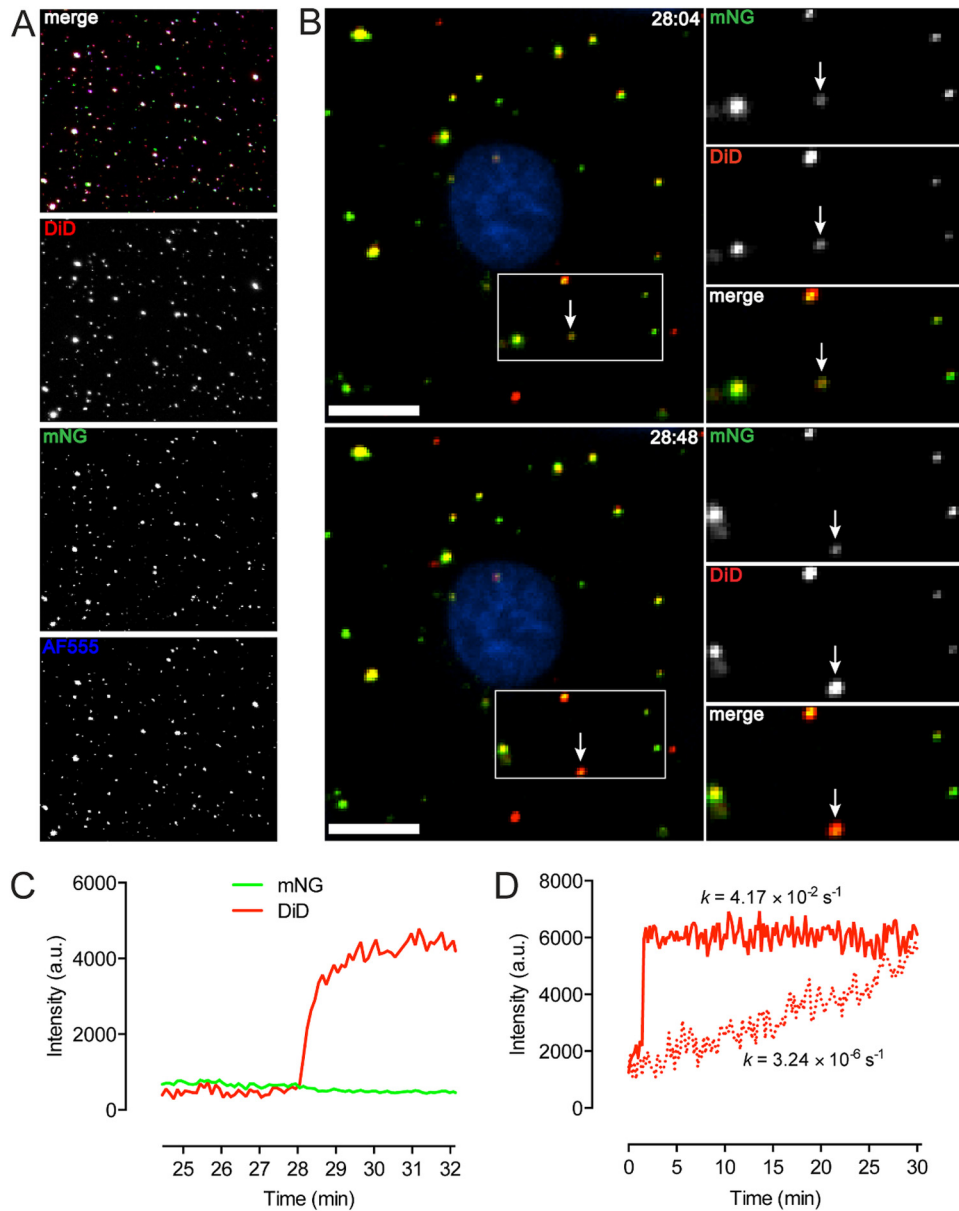 A
merge
DiD
mNG
AF555
B
28:04
mNG
DiD
merge
28:48
mNG
DiD
merge
C
6000
4000
2000
0
Intensity (a.u.)
mNG
DiD
25 26 27 28 29 30 31 32
Time (min)
D
8000
6000
4000
2000
0
Intensity (a.u.)
k = 4.17 × 10⁻² s⁻¹
k = 3.24 × 10⁻⁶ s⁻¹
0 5 10 15 20 25 30
Time (min)